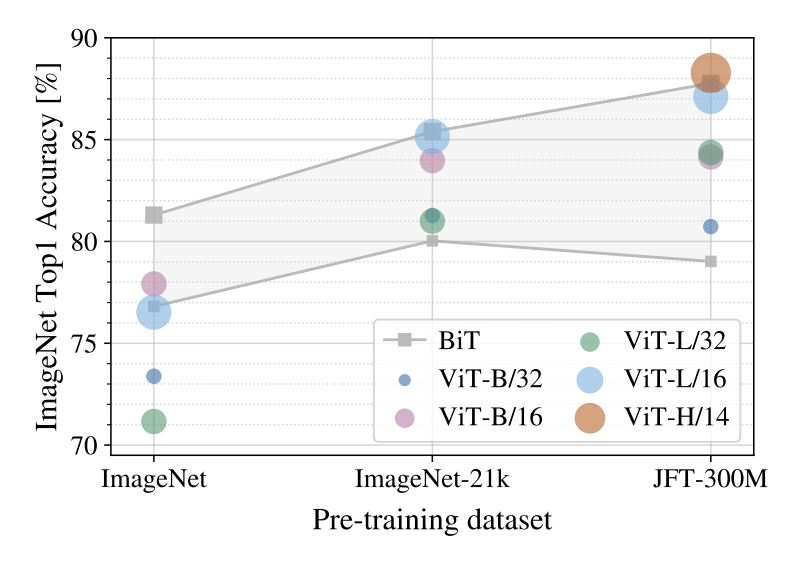 90
85
80
75
70
ImageNet Top1 Accuracy [%]
BiT
ViT-B/32
ViT-B/16
ViT-L/32
ViT-L/16
ViT-H/14
ImageNet
ImageNet-21k
JFT-300M
Pre-training dataset